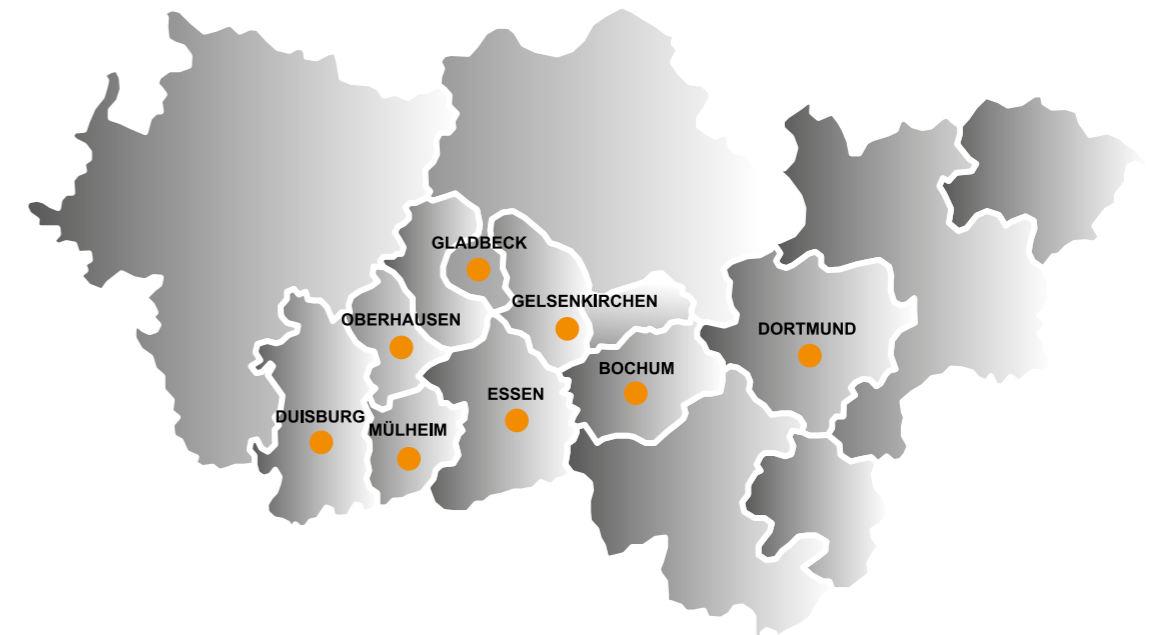 GLADBECK
GELSENKIRCHEN
OBERHAUSEN
DORTMUND
BOCHUM
ESSEN
DUISBURG
MÜLHEIM